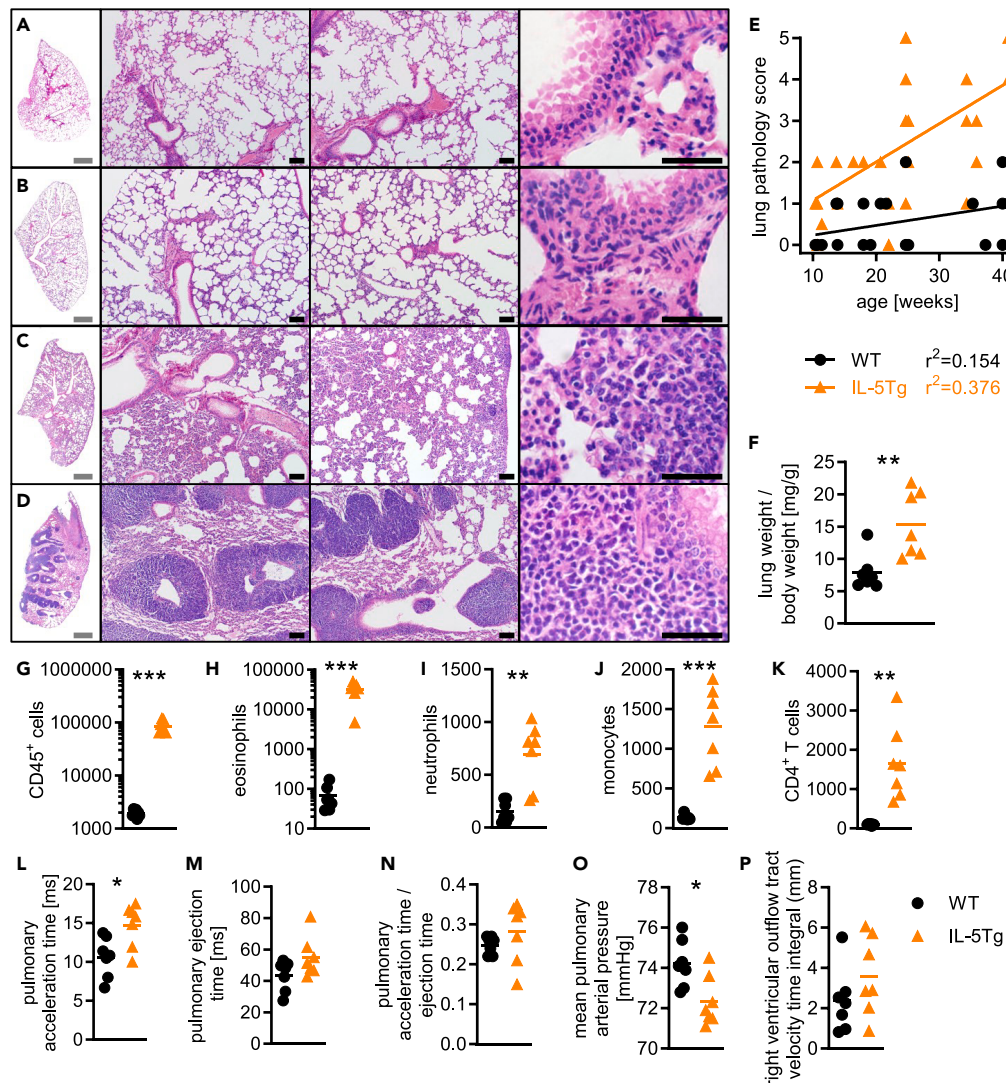 A
B
C
D
E
lung pathology score
5
4
3
2
1
0
10 20 30 40
age [weeks]
WT r²=0.154
IL-5Tg r²=0.376
F
**
lung weight /
body weight [mg/g]
25
20
15
10
5
0
G
***
CD45⁺ cells
1000000
100000
10000
1000
H
***
eosinophils
100000
10000
1000
100
10
I
**
neutrophils
1500
1000
500
0
J
***
monocytes
2000
1500
1000
500
0
K
**
CD4⁺ T cells
4000
3000
2000
1000
0
L
*
pulmonary
acceleration time [ms]
20
15
10
5
0
M
pulmonary ejection
time [ms]
100
80
60
40
20
0
N
pulmonary
acceleration time /
ejection time
0.4
0.3
0.2
0.1
0.0
O
*
mean pulmonary
arterial pressure
[mmHg]
78
76
74
72
70
P
right ventricular outflow tract
velocity time integral (mm)
8
6
4
2
0
WT
IL-5Tg